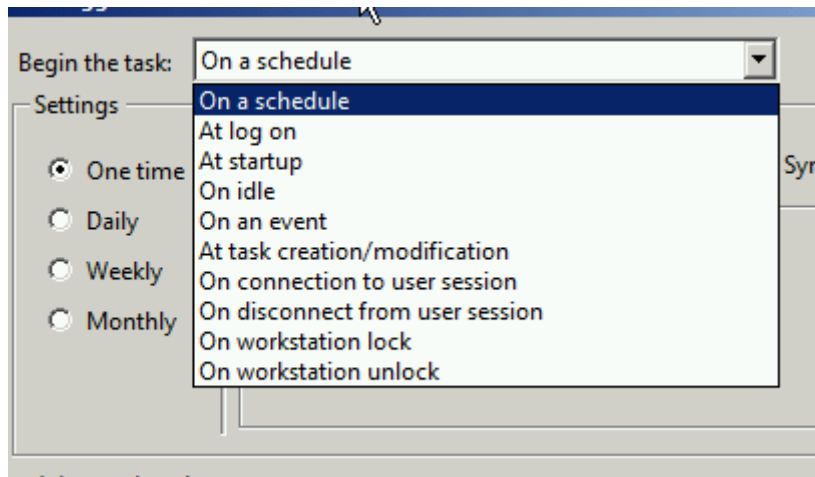 Begin the task: On a schedule
Settings
On a schedule
At log on
At startup
On idle
On an event
At task creation/modification
On connection to user session
On disconnect from user session
On workstation lock
On workstation unlock
One time
Daily
Weekly
Monthly